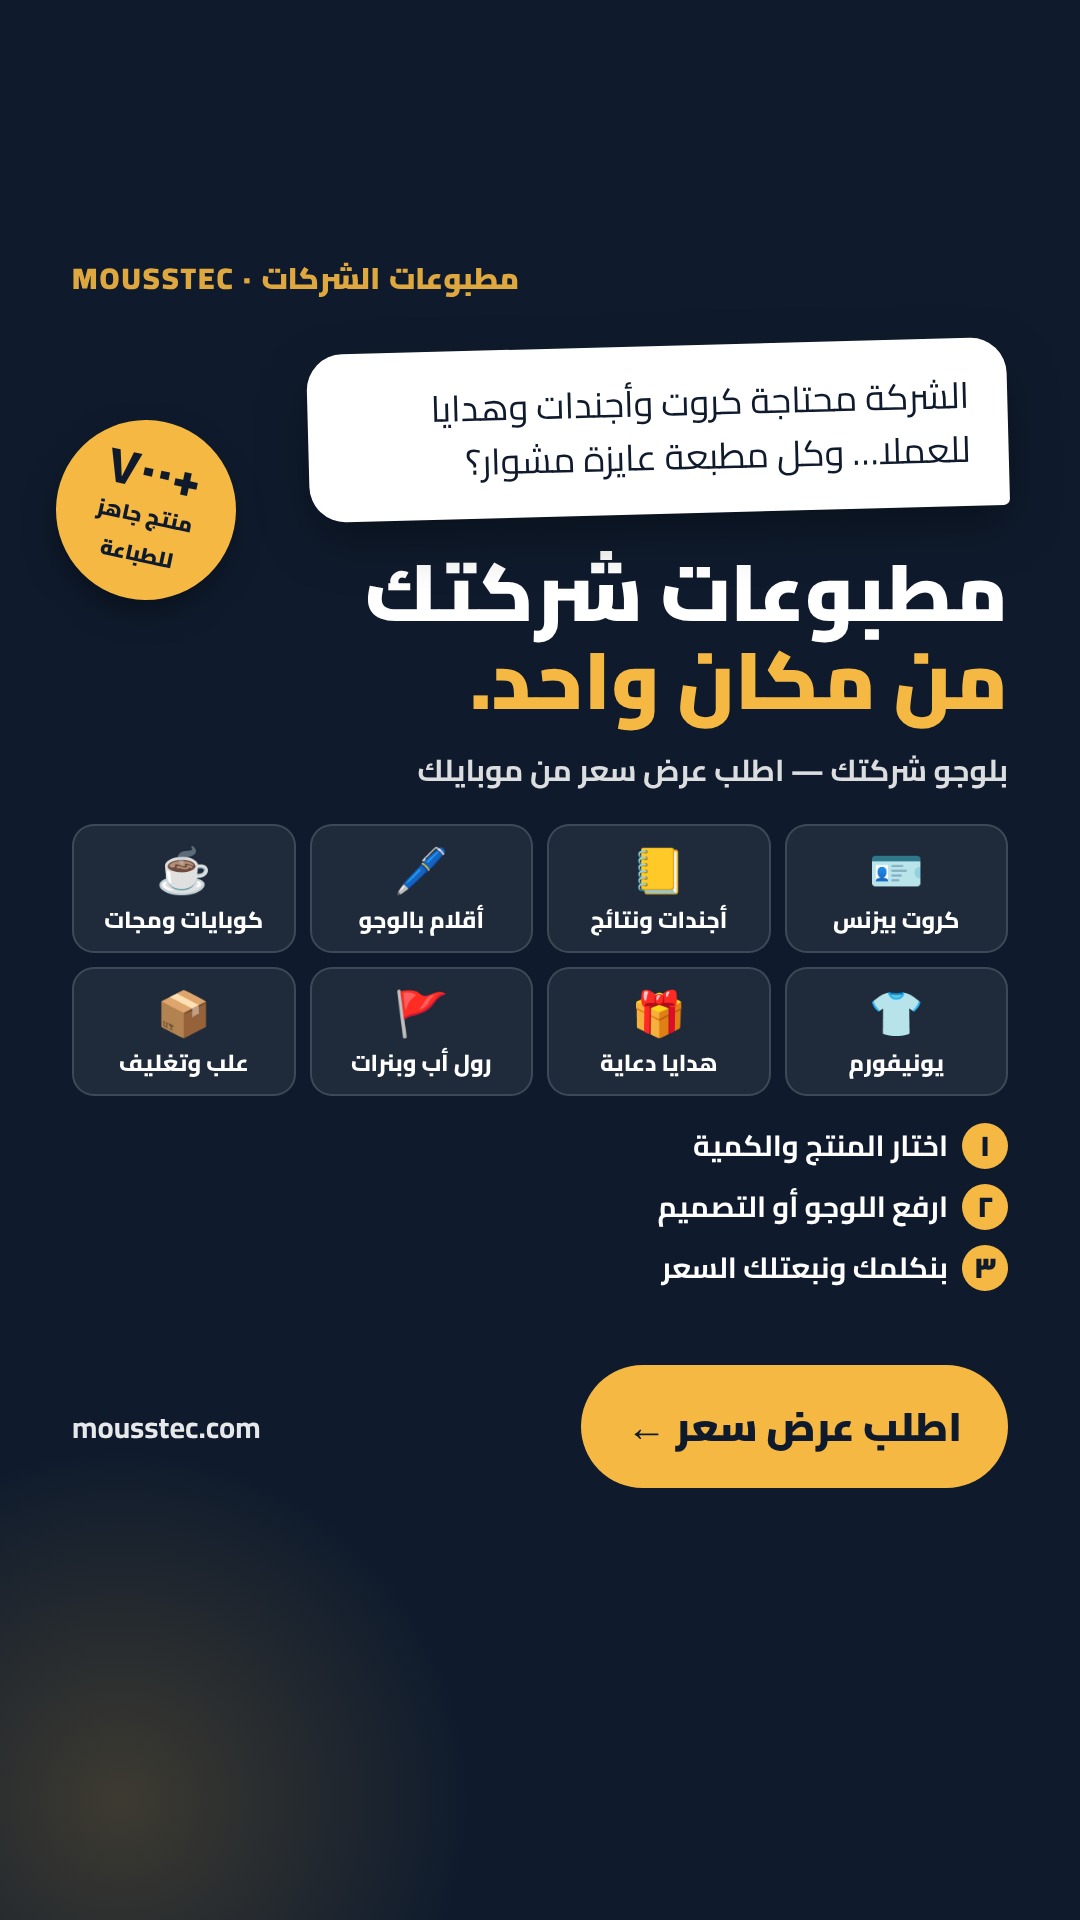 MOUSSTEC · مطبوعات الشركات
الشركة محتاجة كروت وأجندات وهدايا
للعملا... وكل مطبعة عايزة مشوار؟
+٧٠٠
منتج جاهز
للطباعة
مطبوعات شركتك
من مكان واحد.
بلوجو شركتك — اطلب عرض سعر من موبايلك
كروت بيزنس
أجندات ونتائج
أقلام بالوجو
كوبايات ومجات
يونيفورم
هدايا دعاية
رول أب وبنرات
علب وتغليف
١ اختار المنتج والكمية
٢ ارفع اللوجو أو التصميم
٣ بنكلمك ونبعتلك السعر
اطلب عرض سعر ←
mousstec.com